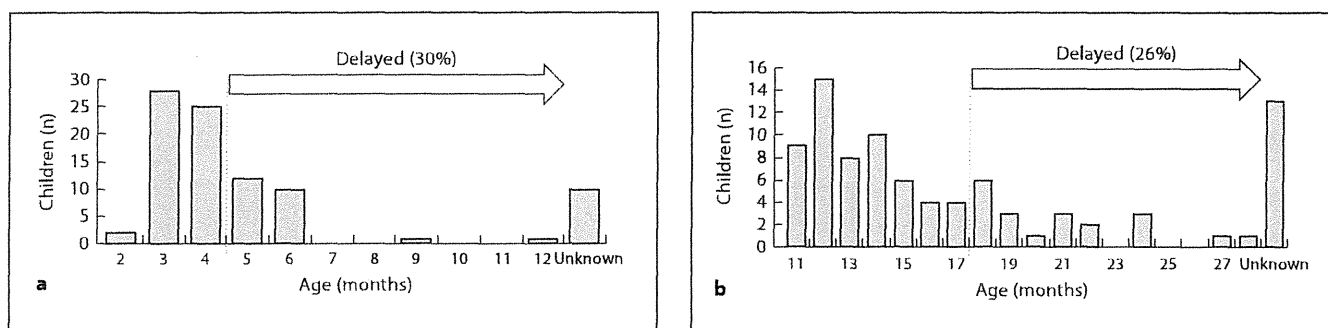 Delayed (30%)
Children (n)
30
25
20
15
10
5
0
2 3 4 5 6 7 8 9 10 11 12 Unknown
Age (months)
a
Delayed (26%)
Children (n)
16
14
12
10
8
6
4
2
0
11 13 15 17 19 21 23 25 27 Unknown
Age (months)
b